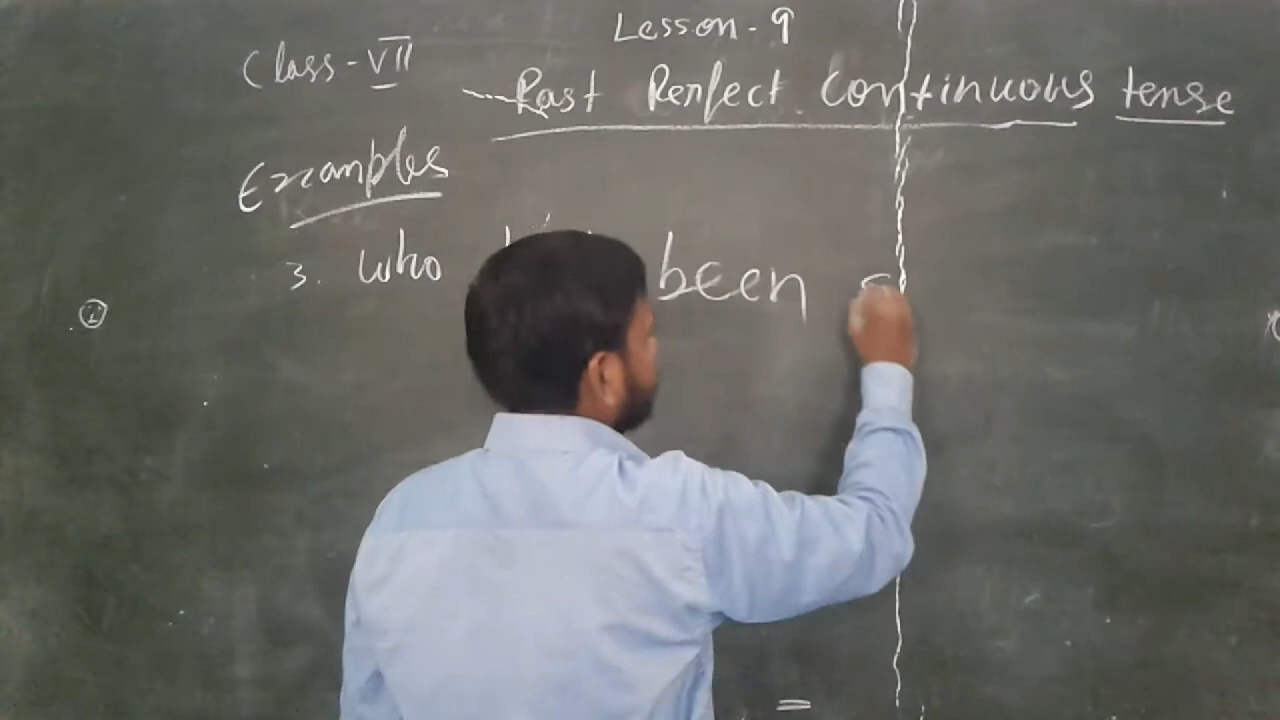 Lesson-9
Class-VII
Past Perfect Continuous tense
Examples
3. Who been